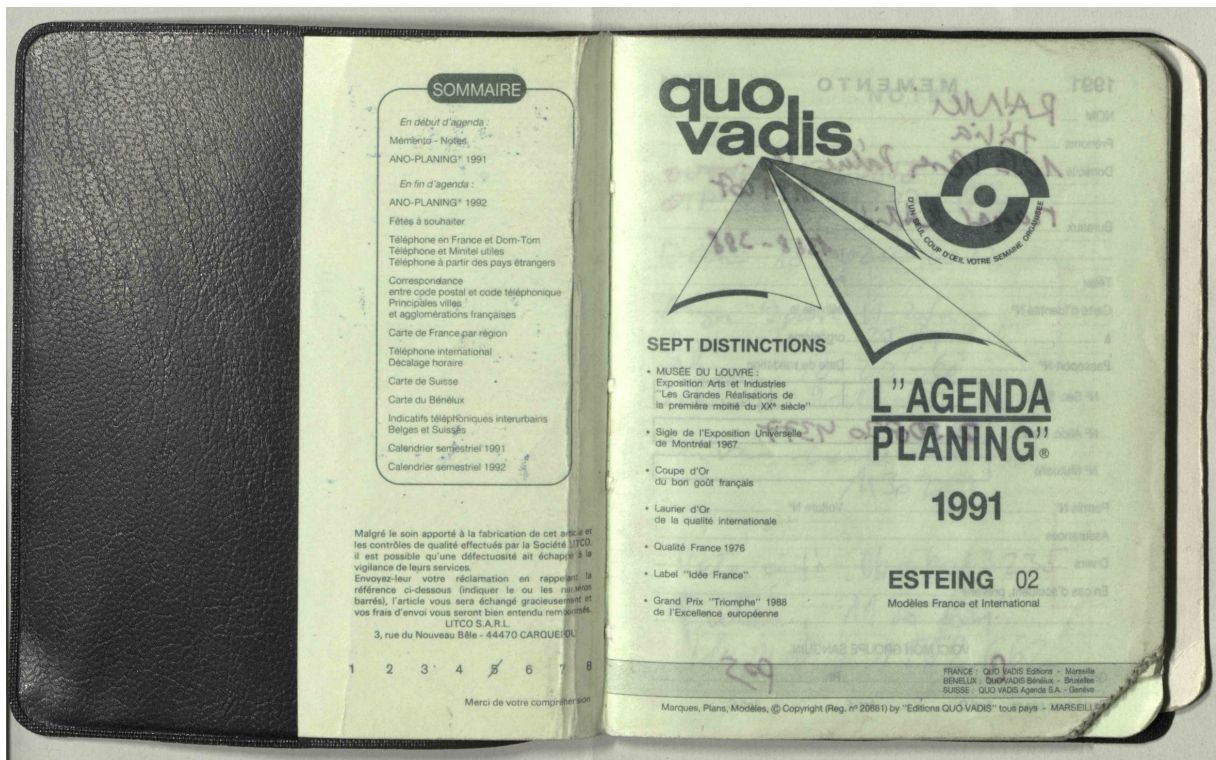 SOMMAIRE
En début d'agenda :
Mémento - Notes
ANO-PLANING® 1991
En fin d'agenda :
ANO-PLANING® 1992
Fêtes à souhaiter
Téléphone en France et Dom-Tom
Téléphone et Minitel utiles
Téléphone à partir des pays étrangers
Correspondance
entre code postal et code téléphonique
Principales villes
et agglomérations françaises
Carte de France par région
Téléphone international
Décalage horaire
Carte de Suisse
Carte du Bénélux
Indicatifs téléphoniques interurbains
Belges et Suisses
Calendrier semestriel 1991
Calendrier semestriel 1992
Malgré le soin apporté à la fabrication de cet article et
les contrôles de qualité effectués par la Société LITCO,
il est possible qu'une défectuosité ait échappé à la
vigilance de leurs services.
Envoyez-leur votre réclamation en rappelant la
référence ci-dessous (indiquer le ou les numéros
barrés), l'article vous sera échangé gracieusement et
vos frais d'envoi vous seront bien entendu remboursés.
LITCO S.A.R.L.
3, rue du Nouveau Bêle - 44470 CARQUEFOU
1 2 3 4 5 6 7 8
Merci de votre compréhension
quo
vadis
D'UN SEUL COUP D'ŒIL VOTRE SEMAINE ORGANISEE
SEPT DISTINCTIONS
• MUSÉE DU LOUVRE :
Exposition Arts et Industries
"Les Grandes Réalisations de
la première moitié du XXe siècle"
• Sigle de l'Exposition Universelle
de Montréal 1967
• Coupe d'Or
du bon goût français
• Laurier d'Or
de la qualité internationale
• Qualité France 1976
• Label "Idée France"
• Grand Prix "Triomphe" 1988
de l'Excellence européenne
L'"AGENDA
PLANING"®
1991
ESTEING 02
Modèles France et International
FRANCE : QUO VADIS Editions - Marseille
BENELUX : QUO VADIS Bénélux - Bruxelles
SUISSE : QUO VADIS Agenda S.A. - Genève
Marques, Plans, Modèles, © Copyright (Reg. nº 20661) by "Editions QUO VADIS" tous pays - MARSEILLE